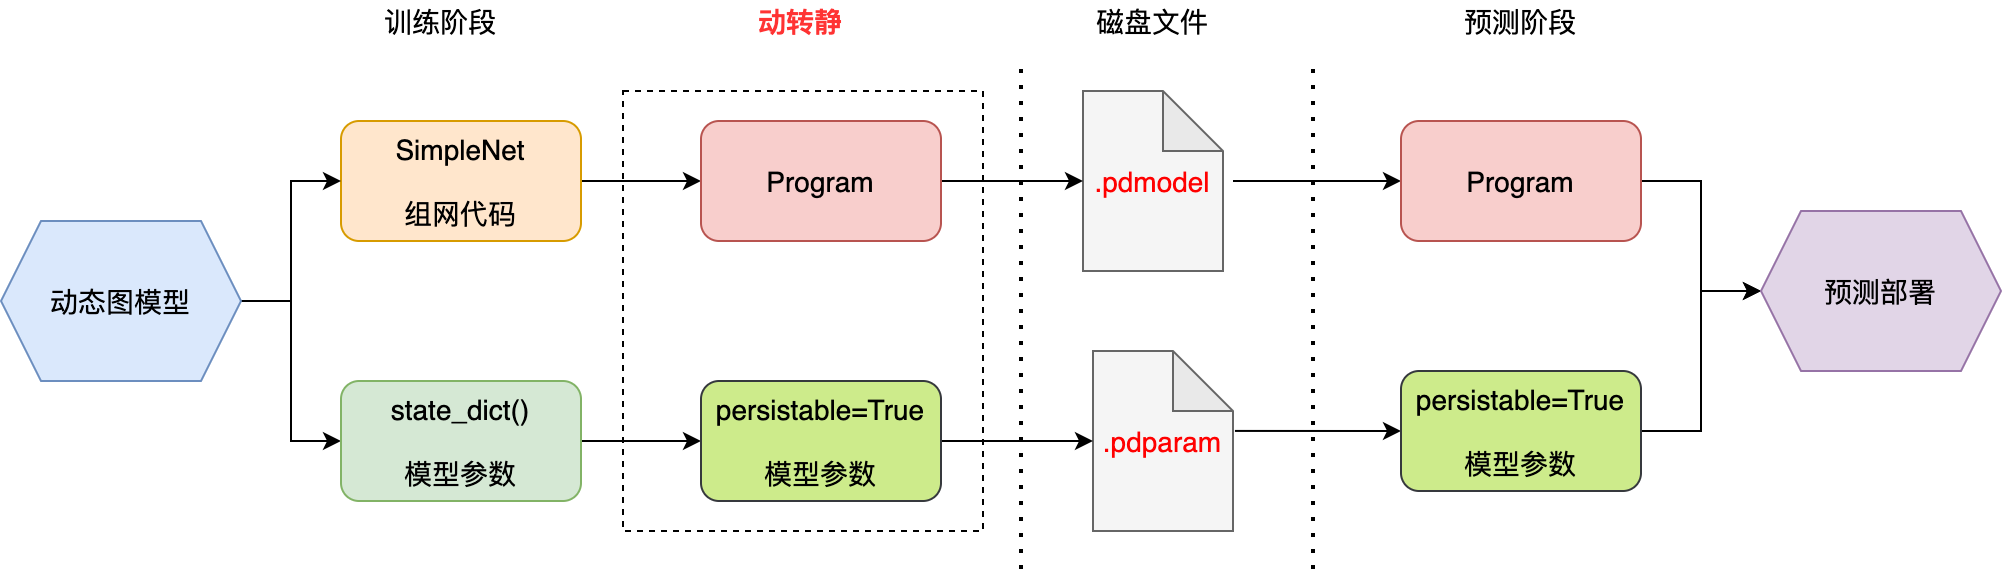 训练阶段
动转静
磁盘文件
预测阶段
动态图模型
SimpleNet
组网代码
Program
.pdmodel
Program
state_dict()
模型参数
persistable=True
模型参数
.pdparam
persistable=True
模型参数
预测部署